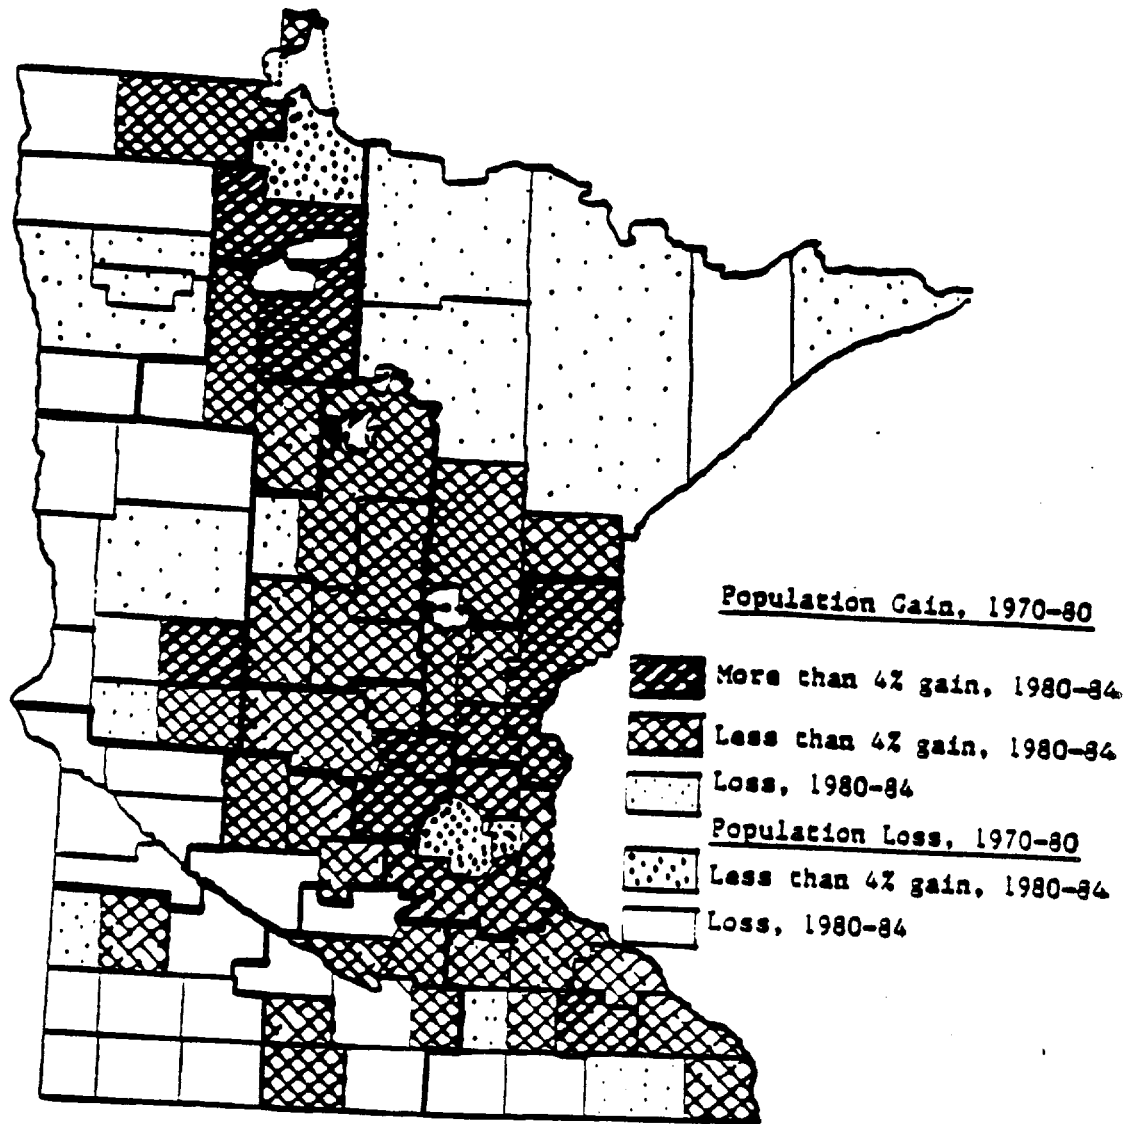 Population Gain, 1970-80
More than 4% gain, 1980-84
Less than 4% gain, 1980-84
Loss, 1980-84
Population Loss, 1970-80
Less than 4% gain, 1980-84
Loss, 1980-84